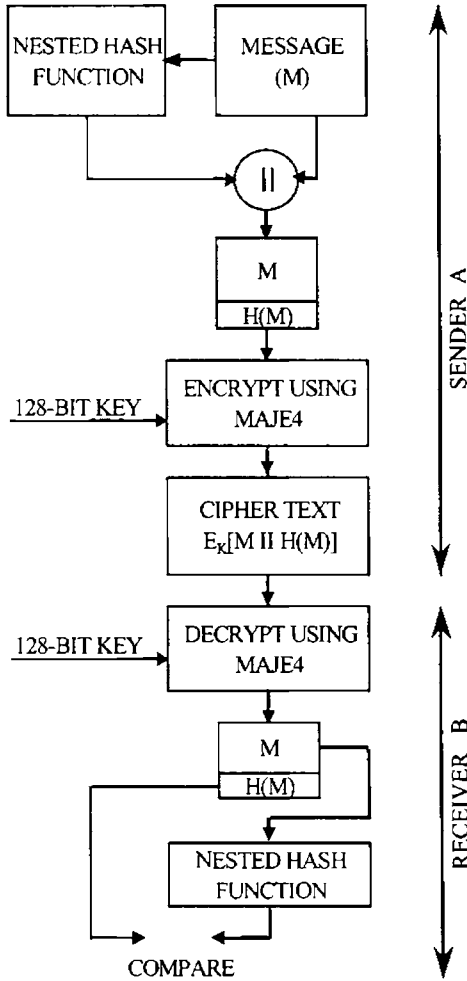 NESTED HASH
FUNCTION
MESSAGE
(M)
||
M
H(M)
ENCRYPT USING
MAJE4
128-BIT KEY
CIPHER TEXT
EK[M II H(M)]
SENDER A
DECRYPT USING
MAJE4
128-BIT KEY
M
H(M)
NESTED HASH
FUNCTION
COMPARE
RECEIVER B